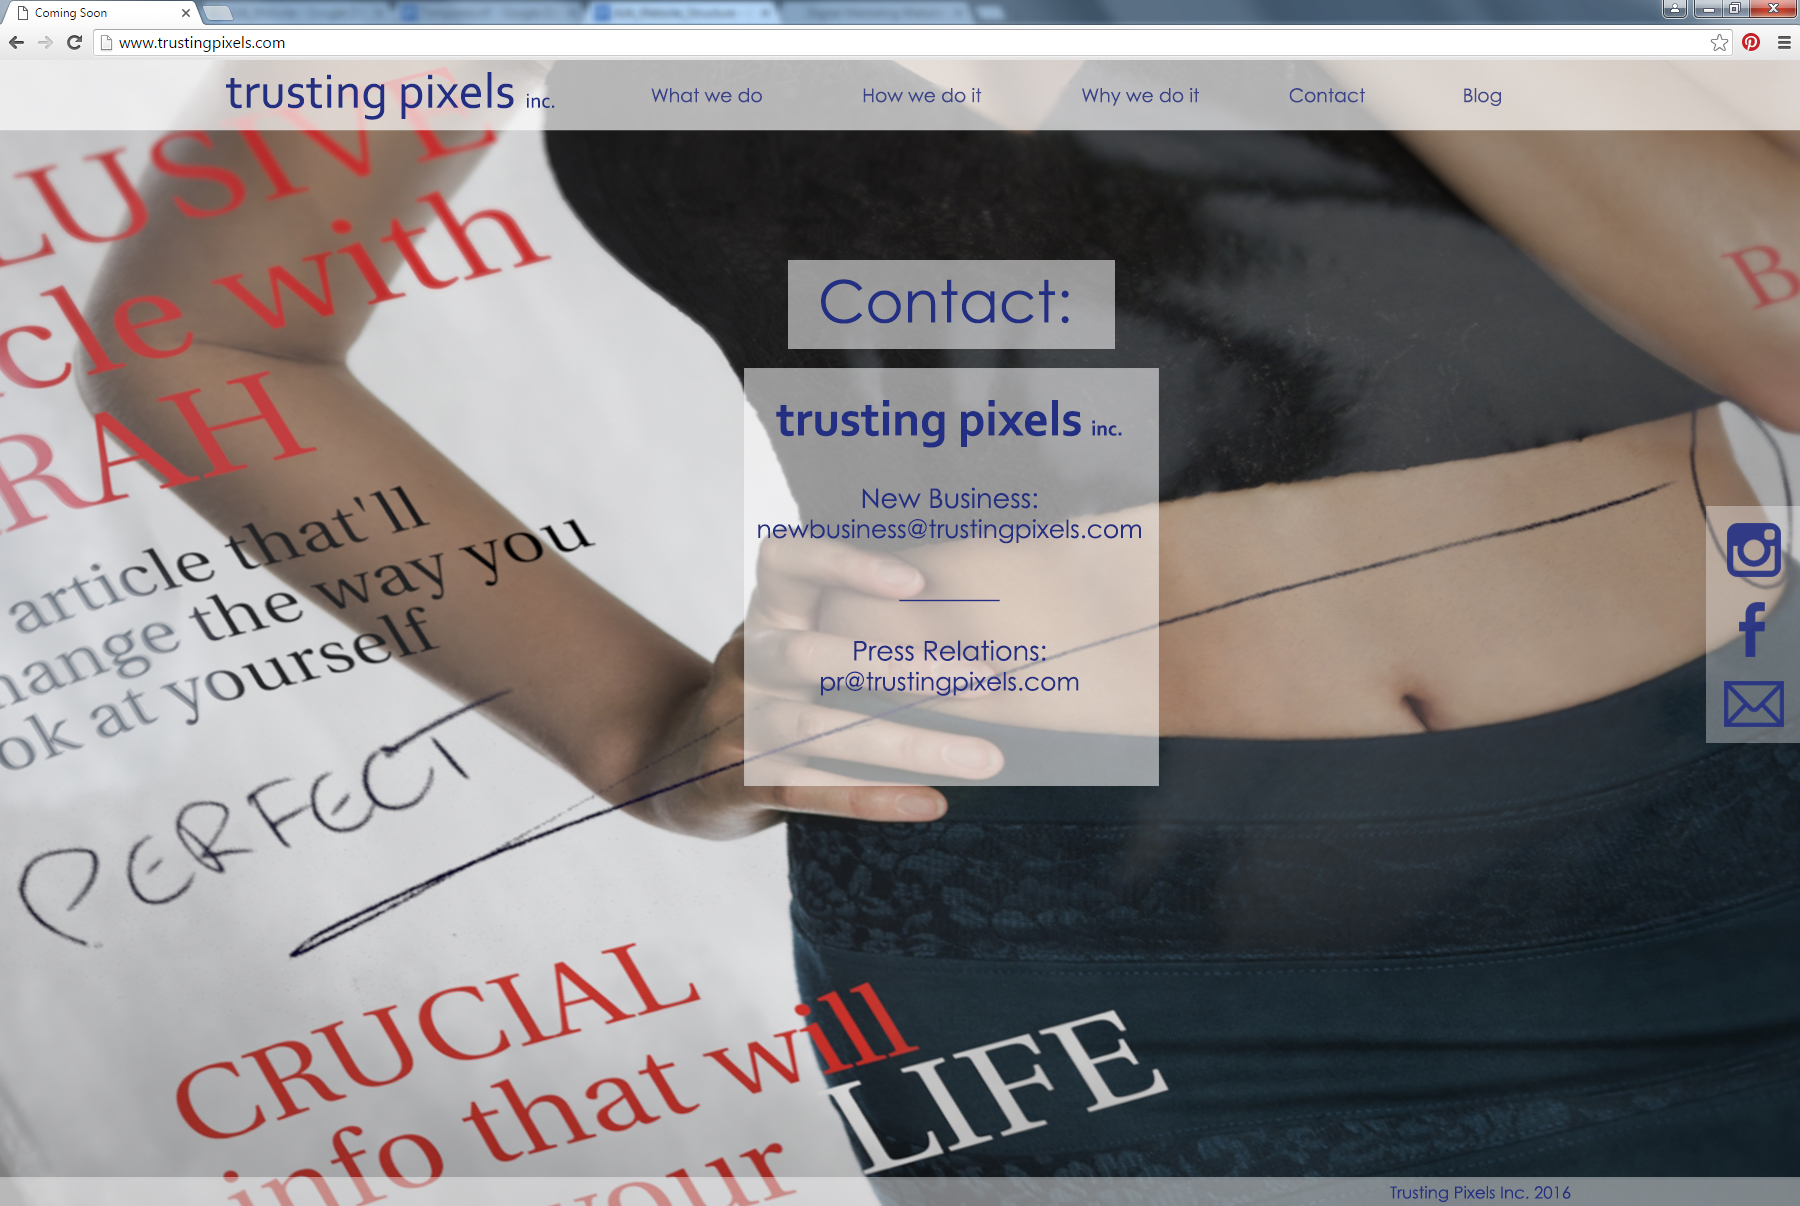 Coming Soon
www.trustingpixels.com
trusting pixels inc.
What we do
How we do it
Why we do it
Contact
Blog
LUSIVE
cle with
RAH
article that'll
hange the way you
ok at yourself
PERFECT
B
Contact:
trusting pixels inc.
New Business:
newbusiness@trustingpixels.com
Press Relations:
pr@trustingpixels.com
CRUCIAL
info that will
your LIFE
Trusting Pixels Inc. 2016